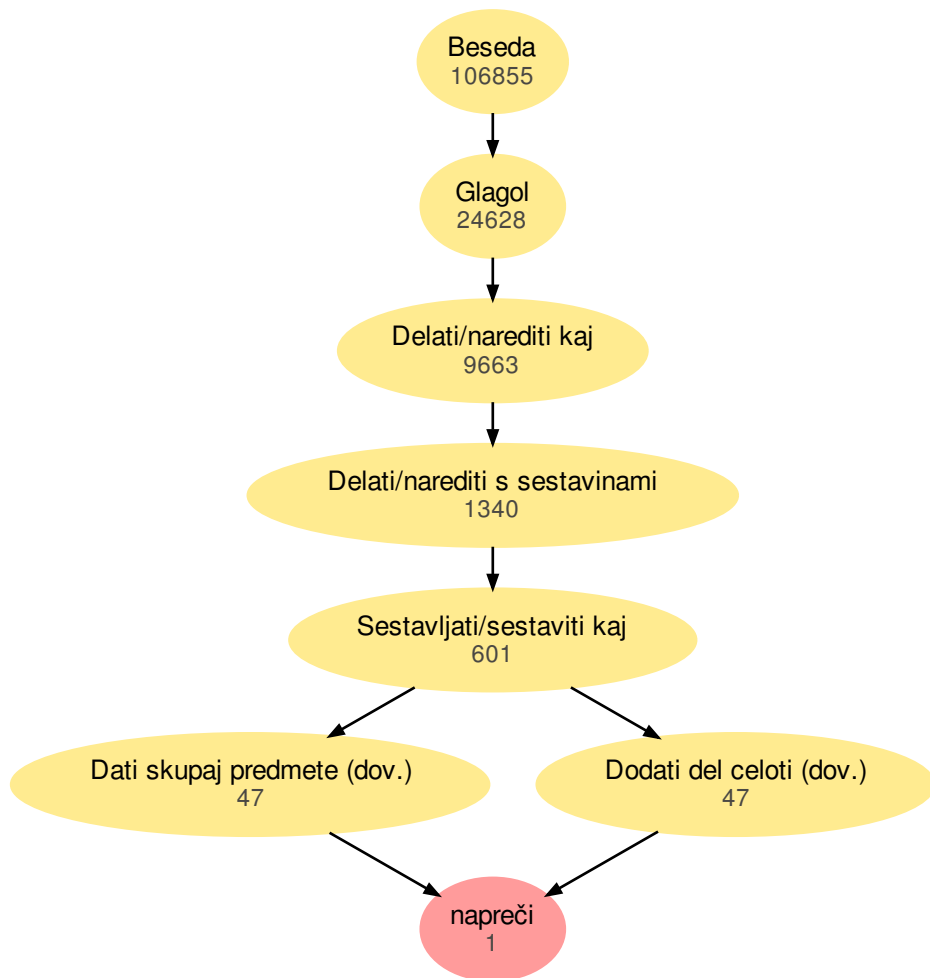 Beseda
106855
Glagol
24628
Delati/narediti kaj
9663
Delati/narediti s sestavinami
1340
Sestavljati/sestaviti kaj
601
Dati skupaj predmete (dov.)
47
Dodati del celoti (dov.)
47
napreči
1